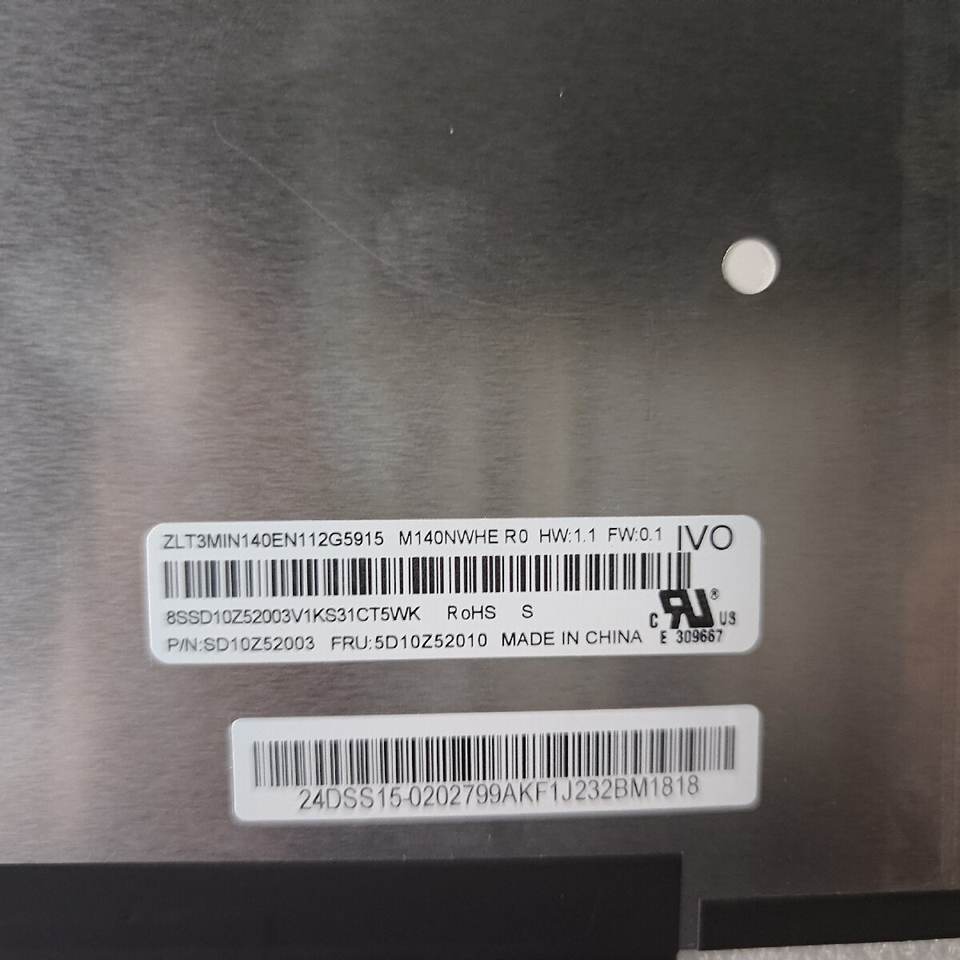 ZLT3MIN140EN112G5915 M140NWHE R0 HW:1.1 FW:0.1 IVO
8SSD10Z52003V1KS31CT5WK RoHS S
C RU ® US
P/N:SD10Z52003 FRU:5D10Z52010 MADE IN CHINA E 309667
24DSS15-0202799AKF1J232BM1818